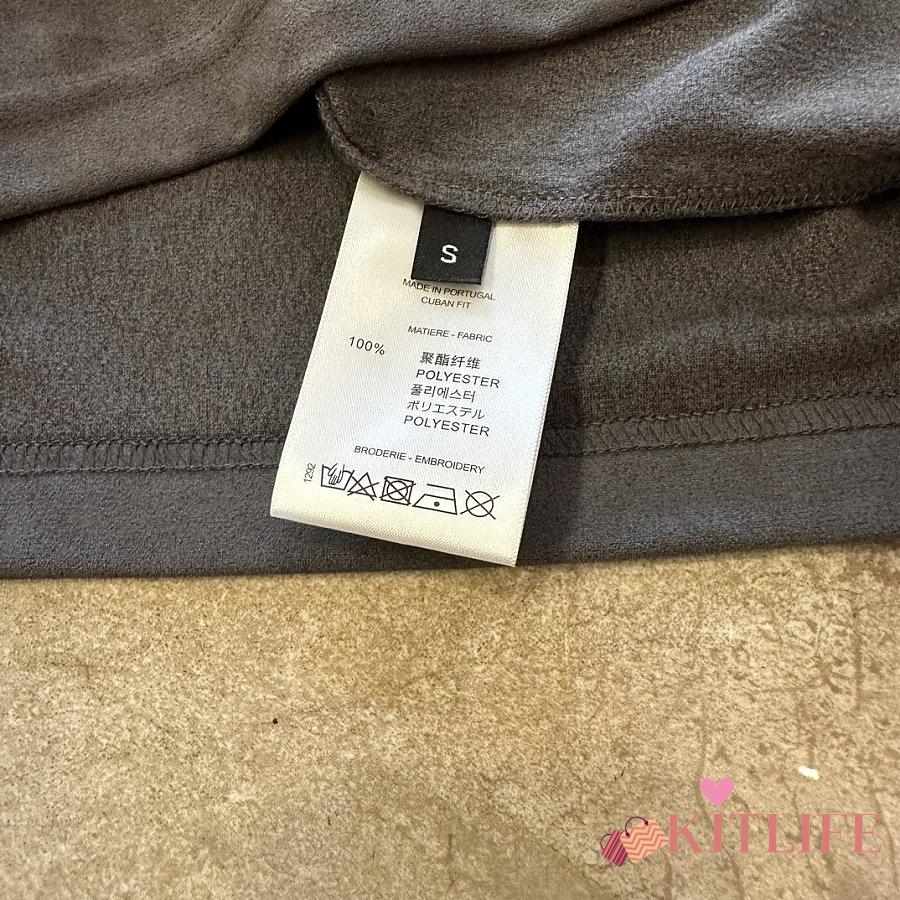 S
MADE IN PORTUGAL
CUBAN FIT
MATIERE - FABRIC
100%
聚酯纤维
POLYESTER
폴리에스터
ポリエステル
POLYESTER
BRODERIE - EMBROIDERY
1292
KITLIFE